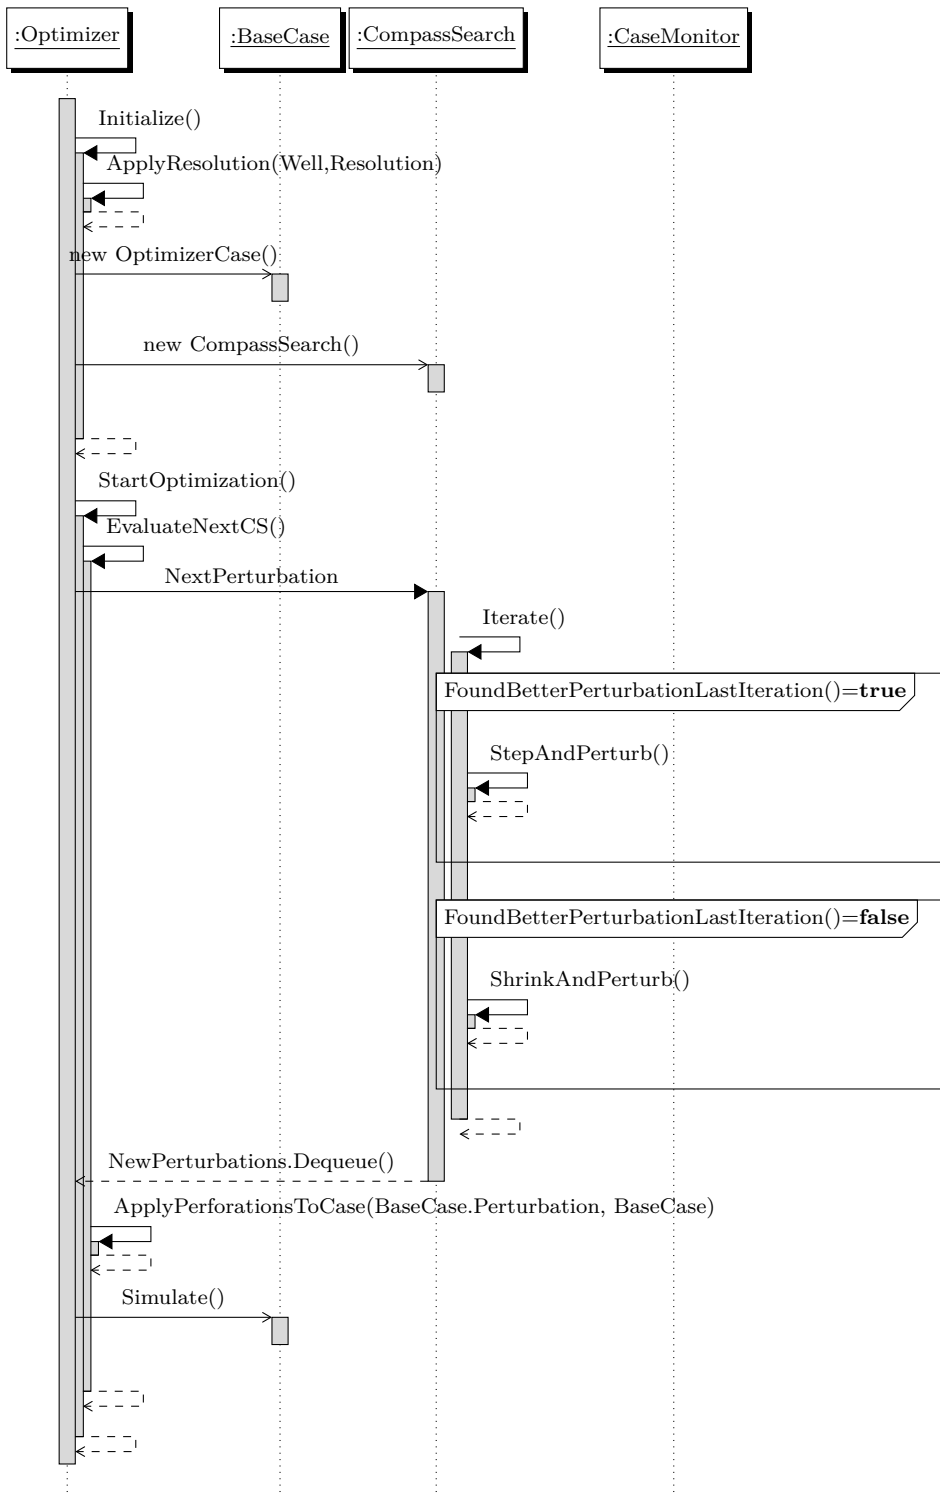 :Optimizer
:BaseCase
:CompassSearch
:CaseMonitor
Initialize()
ApplyResolution(Well,Resolution)
new OptimizerCase()
new CompassSearch()
StartOptimization()
EvaluateNextCS()
NextPerturbation
Iterate()
FoundBetterPerturbationLastIteration()=true
StepAndPerturb()
FoundBetterPerturbationLastIteration()=false
ShrinkAndPerturb()
NewPerturbations.Dequeue()
ApplyPerforationsToCase(BaseCase.Perturbation, BaseCase)
Simulate()